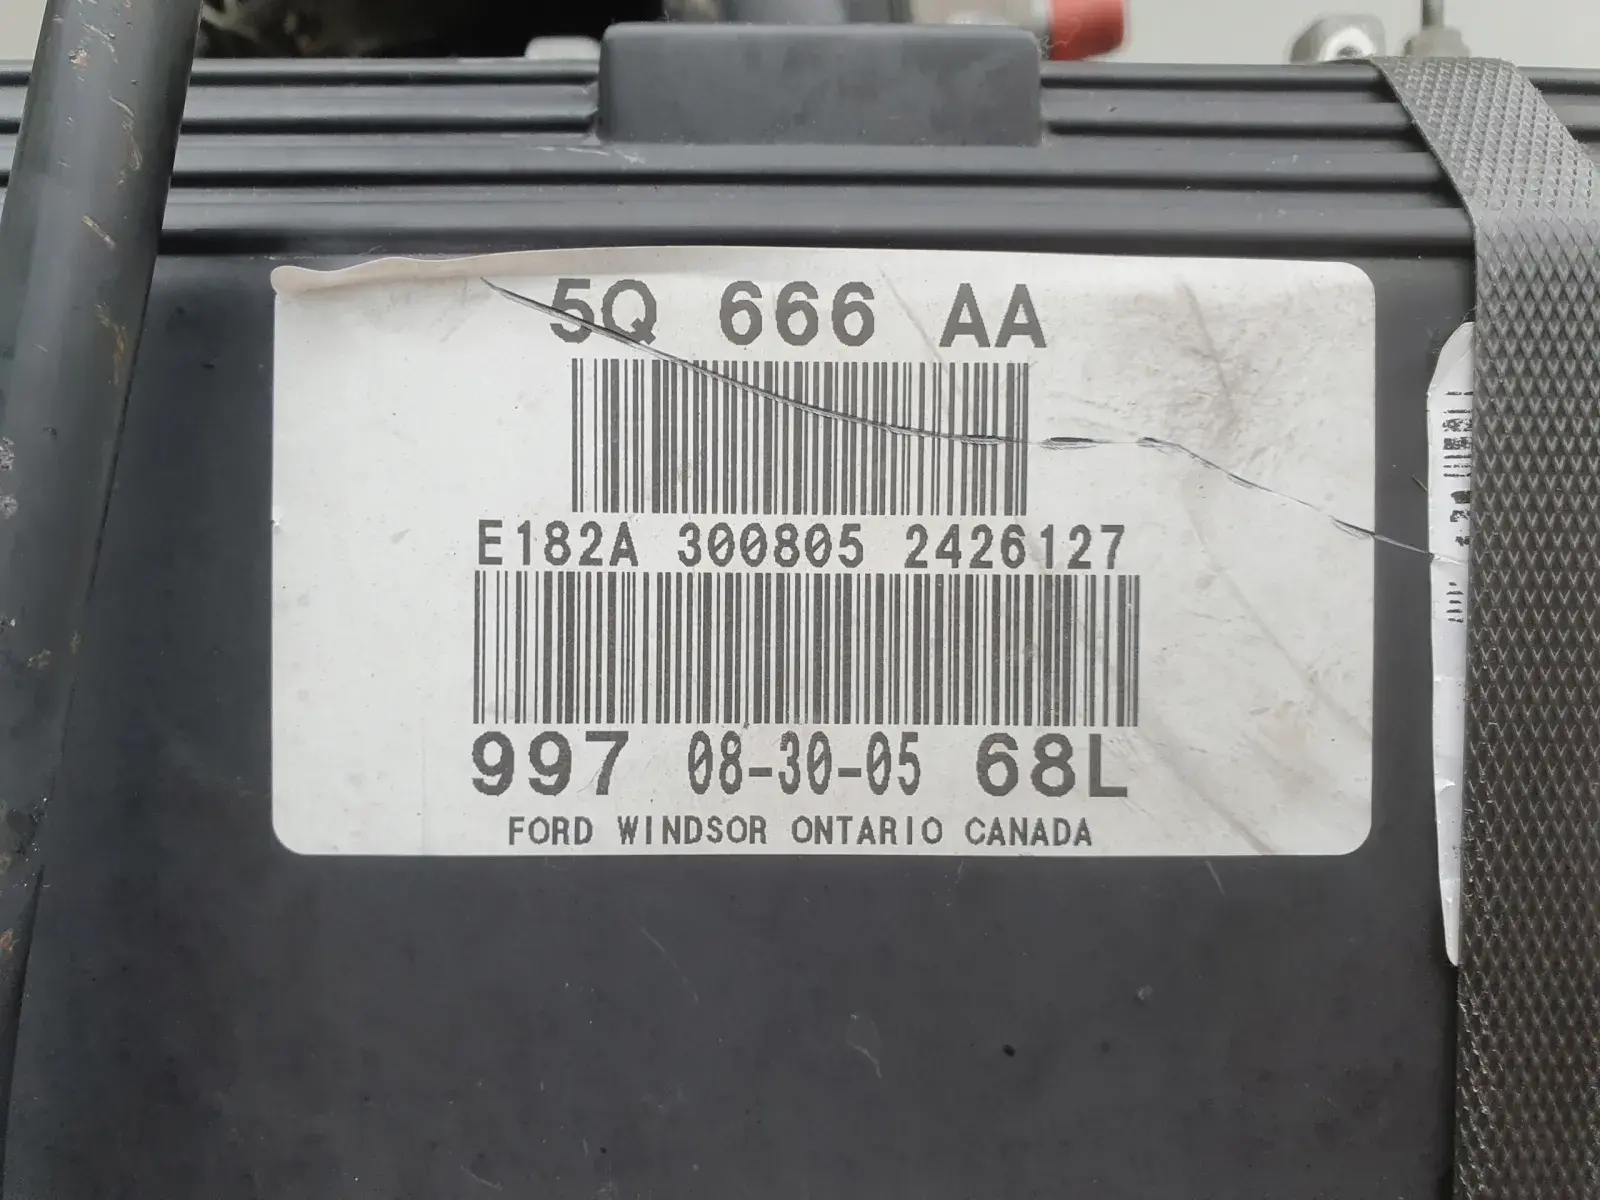 5Q 666 AA
E182A 300805 2426127
997 08-30-05 68L
FORD WINDSOR ONTARIO CANADA